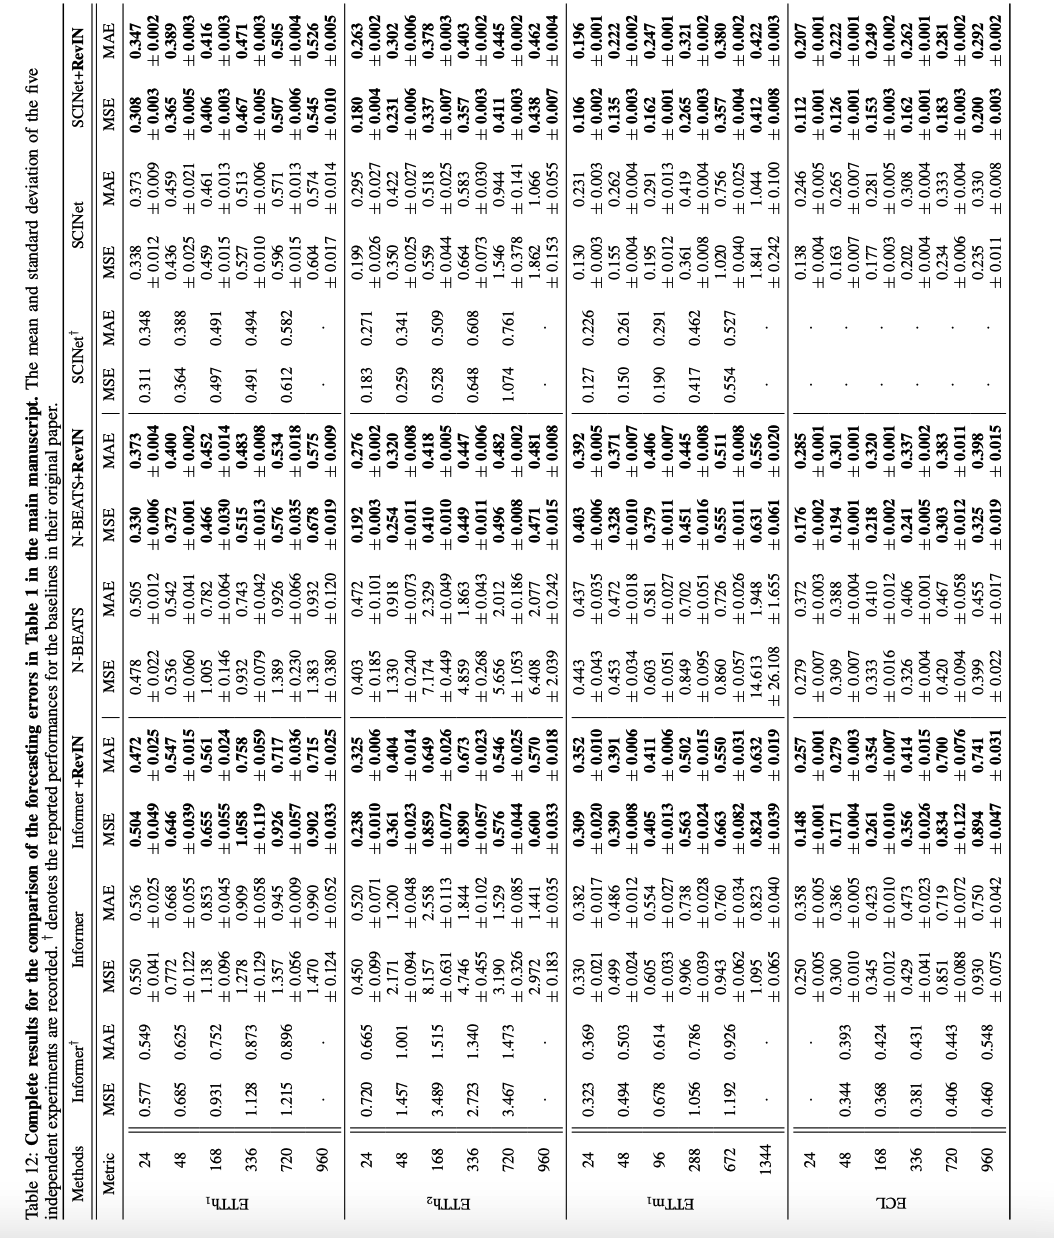 Table 12: Complete results for the comparison of the forecasting errors in Table 1 in the main manuscript. The mean and standard deviation of the five
independent experiments are recorded. † denotes the reported performances for the baselines in their original paper.
Methods Informer† Informer Informer +RevIN N-BEATS N-BEATS+RevIN SCINet† SCINet SCINet+RevIN
Metric MSE MAE MSE MAE MSE MAE MSE MAE MSE MAE MSE MAE MSE MAE MSE MAE
ETTh1
24 0.577 0.549 0.550 0.536 0.504 0.472 0.478 0.505 0.330 0.373 0.311 0.348 0.338 0.373 0.308 0.347
± 0.041 ± 0.025 ± 0.049 ± 0.025 ± 0.022 ± 0.012 ± 0.006 ± 0.004 ± 0.012 ± 0.009 ± 0.003 ± 0.002
48 0.685 0.625 0.772 0.668 0.646 0.547 0.536 0.542 0.372 0.400 0.364 0.388 0.436 0.459 0.365 0.389
± 0.122 ± 0.055 ± 0.039 ± 0.015 ± 0.060 ± 0.041 ± 0.001 ± 0.002 ± 0.025 ± 0.021 ± 0.005 ± 0.002
168 0.931 0.752 1.138 0.853 0.655 0.561 1.005 0.782 0.466 0.452 0.497 0.491 0.459 0.461 0.406 0.416
± 0.096 ± 0.045 ± 0.055 ± 0.024 ± 0.146 ± 0.064 ± 0.030 ± 0.014 ± 0.015 ± 0.013 ± 0.003 ± 0.003
336 1.128 0.873 1.278 0.909 1.058 0.758 0.932 0.743 0.515 0.483 0.491 0.494 0.527 0.513 0.467 0.471
± 0.129 ± 0.058 ± 0.119 ± 0.059 ± 0.079 ± 0.042 ± 0.013 ± 0.008 ± 0.010 ± 0.006 ± 0.005 ± 0.003
720 1.215 0.896 1.357 0.945 0.926 0.717 1.389 0.926 0.576 0.534 0.612 0.582 0.596 0.571 0.507 0.505
± 0.056 ± 0.009 ± 0.057 ± 0.036 ± 0.230 ± 0.066 ± 0.035 ± 0.018 ± 0.015 ± 0.013 ± 0.006 ± 0.004
960 . . 1.470 0.990 0.902 0.715 1.383 0.932 0.678 0.575 . . 0.604 0.574 0.545 0.526
± 0.124 ± 0.052 ± 0.033 ± 0.025 ± 0.380 ± 0.120 ± 0.019 ± 0.009 ± 0.017 ± 0.014 ± 0.010 ± 0.005
ETTh2
24 0.720 0.665 0.450 0.520 0.238 0.325 0.403 0.472 0.192 0.276 0.183 0.271 0.199 0.295 0.180 0.263
± 0.099 ± 0.071 ± 0.010 ± 0.006 ± 0.185 ± 0.101 ± 0.003 ± 0.002 ± 0.026 ± 0.027 ± 0.004 ± 0.002
48 1.457 1.001 2.171 1.200 0.361 0.404 1.330 0.918 0.254 0.320 0.259 0.341 0.350 0.422 0.231 0.302
± 0.094 ± 0.048 ± 0.023 ± 0.014 ± 0.240 ± 0.073 ± 0.011 ± 0.008 ± 0.025 ± 0.027 ± 0.006 ± 0.006
168 3.489 1.515 8.157 2.558 0.859 0.649 7.174 2.329 0.410 0.418 0.528 0.509 0.559 0.518 0.337 0.378
± 0.631 ± 0.113 ± 0.072 ± 0.026 ± 0.449 ± 0.049 ± 0.010 ± 0.005 ± 0.044 ± 0.025 ± 0.007 ± 0.003
336 2.723 1.340 4.746 1.844 0.890 0.673 4.859 1.863 0.449 0.447 0.648 0.608 0.664 0.583 0.357 0.403
± 0.455 ± 0.102 ± 0.057 ± 0.023 ± 0.268 ± 0.043 ± 0.011 ± 0.006 ± 0.073 ± 0.030 ± 0.003 ± 0.002
720 3.467 1.473 3.190 1.529 0.576 0.546 5.656 2.012 0.496 0.482 1.074 0.761 1.546 0.944 0.411 0.445
± 0.326 ± 0.085 ± 0.044 ± 0.025 ± 1.053 ± 0.186 ± 0.008 ± 0.002 ± 0.378 ± 0.141 ± 0.003 ± 0.002
960 . . 2.972 1.441 0.600 0.570 6.408 2.077 0.471 0.481 . . 1.862 1.066 0.438 0.462
± 0.183 ± 0.035 ± 0.033 ± 0.018 ± 2.039 ± 0.242 ± 0.015 ± 0.008 ± 0.153 ± 0.055 ± 0.007 ± 0.004
ETTm1
24 0.323 0.369 0.330 0.382 0.309 0.352 0.443 0.437 0.403 0.392 0.127 0.226 0.130 0.231 0.106 0.196
± 0.021 ± 0.017 ± 0.020 ± 0.010 ± 0.043 ± 0.035 ± 0.006 ± 0.005 ± 0.003 ± 0.003 ± 0.002 ± 0.001
48 0.494 0.503 0.499 0.486 0.390 0.391 0.453 0.472 0.328 0.371 0.150 0.261 0.155 0.262 0.135 0.222
± 0.024 ± 0.012 ± 0.008 ± 0.006 ± 0.034 ± 0.018 ± 0.010 ± 0.007 ± 0.004 ± 0.004 ± 0.003 ± 0.002
96 0.678 0.614 0.605 0.554 0.405 0.411 0.603 0.581 0.379 0.406 0.190 0.291 0.195 0.291 0.162 0.247
± 0.033 ± 0.027 ± 0.013 ± 0.006 ± 0.051 ± 0.027 ± 0.011 ± 0.007 ± 0.012 ± 0.013 ± 0.001 ± 0.001
288 1.056 0.786 0.906 0.738 0.563 0.502 0.849 0.702 0.451 0.445 0.417 0.462 0.361 0.419 0.265 0.321
± 0.039 ± 0.028 ± 0.024 ± 0.015 ± 0.095 ± 0.051 ± 0.016 ± 0.008 ± 0.008 ± 0.004 ± 0.003 ± 0.002
672 1.192 0.926 0.943 0.760 0.663 0.550 0.860 0.726 0.555 0.511 0.554 0.527 1.020 0.756 0.357 0.380
± 0.062 ± 0.034 ± 0.082 ± 0.031 ± 0.057 ± 0.026 ± 0.011 ± 0.008 ± 0.040 ± 0.025 ± 0.004 ± 0.002
1344 . . 1.095 0.823 0.824 0.632 14.613 1.948 0.631 0.556 . . 1.841 1.044 0.412 0.422
± 0.065 ± 0.040 ± 0.039 ± 0.019 ± 26.108 ± 1.655 ± 0.061 ± 0.020 ± 0.242 ± 0.100 ± 0.008 ± 0.003
ECL
24 . . 0.250 0.358 0.148 0.257 0.279 0.372 0.176 0.285 . . 0.138 0.246 0.112 0.207
± 0.005 ± 0.005 ± 0.001 ± 0.001 ± 0.007 ± 0.003 ± 0.002 ± 0.001 ± 0.004 ± 0.005 ± 0.001 ± 0.001
48 0.344 0.393 0.300 0.386 0.171 0.279 0.309 0.388 0.194 0.301 . . 0.163 0.265 0.126 0.222
± 0.010 ± 0.005 ± 0.004 ± 0.003 ± 0.007 ± 0.004 ± 0.001 ± 0.001 ± 0.007 ± 0.007 ± 0.001 ± 0.001
168 0.368 0.424 0.345 0.423 0.261 0.354 0.333 0.410 0.218 0.320 . . 0.177 0.281 0.153 0.249
± 0.012 ± 0.010 ± 0.010 ± 0.007 ± 0.016 ± 0.012 ± 0.002 ± 0.001 ± 0.003 ± 0.005 ± 0.003 ± 0.002
336 0.381 0.431 0.429 0.473 0.356 0.414 0.326 0.406 0.241 0.337 . . 0.202 0.308 0.162 0.262
± 0.041 ± 0.023 ± 0.026 ± 0.015 ± 0.004 ± 0.001 ± 0.005 ± 0.002 ± 0.004 ± 0.004 ± 0.001 ± 0.001
720 0.406 0.443 0.851 0.719 0.834 0.700 0.420 0.467 0.303 0.383 . . 0.234 0.333 0.183 0.281
± 0.088 ± 0.072 ± 0.122 ± 0.076 ± 0.094 ± 0.058 ± 0.012 ± 0.011 ± 0.006 ± 0.004 ± 0.003 ± 0.002
960 0.460 0.548 0.930 0.750 0.894 0.741 0.399 0.455 0.325 0.398 . . 0.235 0.330 0.200 0.292
± 0.075 ± 0.042 ± 0.047 ± 0.031 ± 0.022 ± 0.017 ± 0.019 ± 0.015 ± 0.011 ± 0.008 ± 0.003 ± 0.002